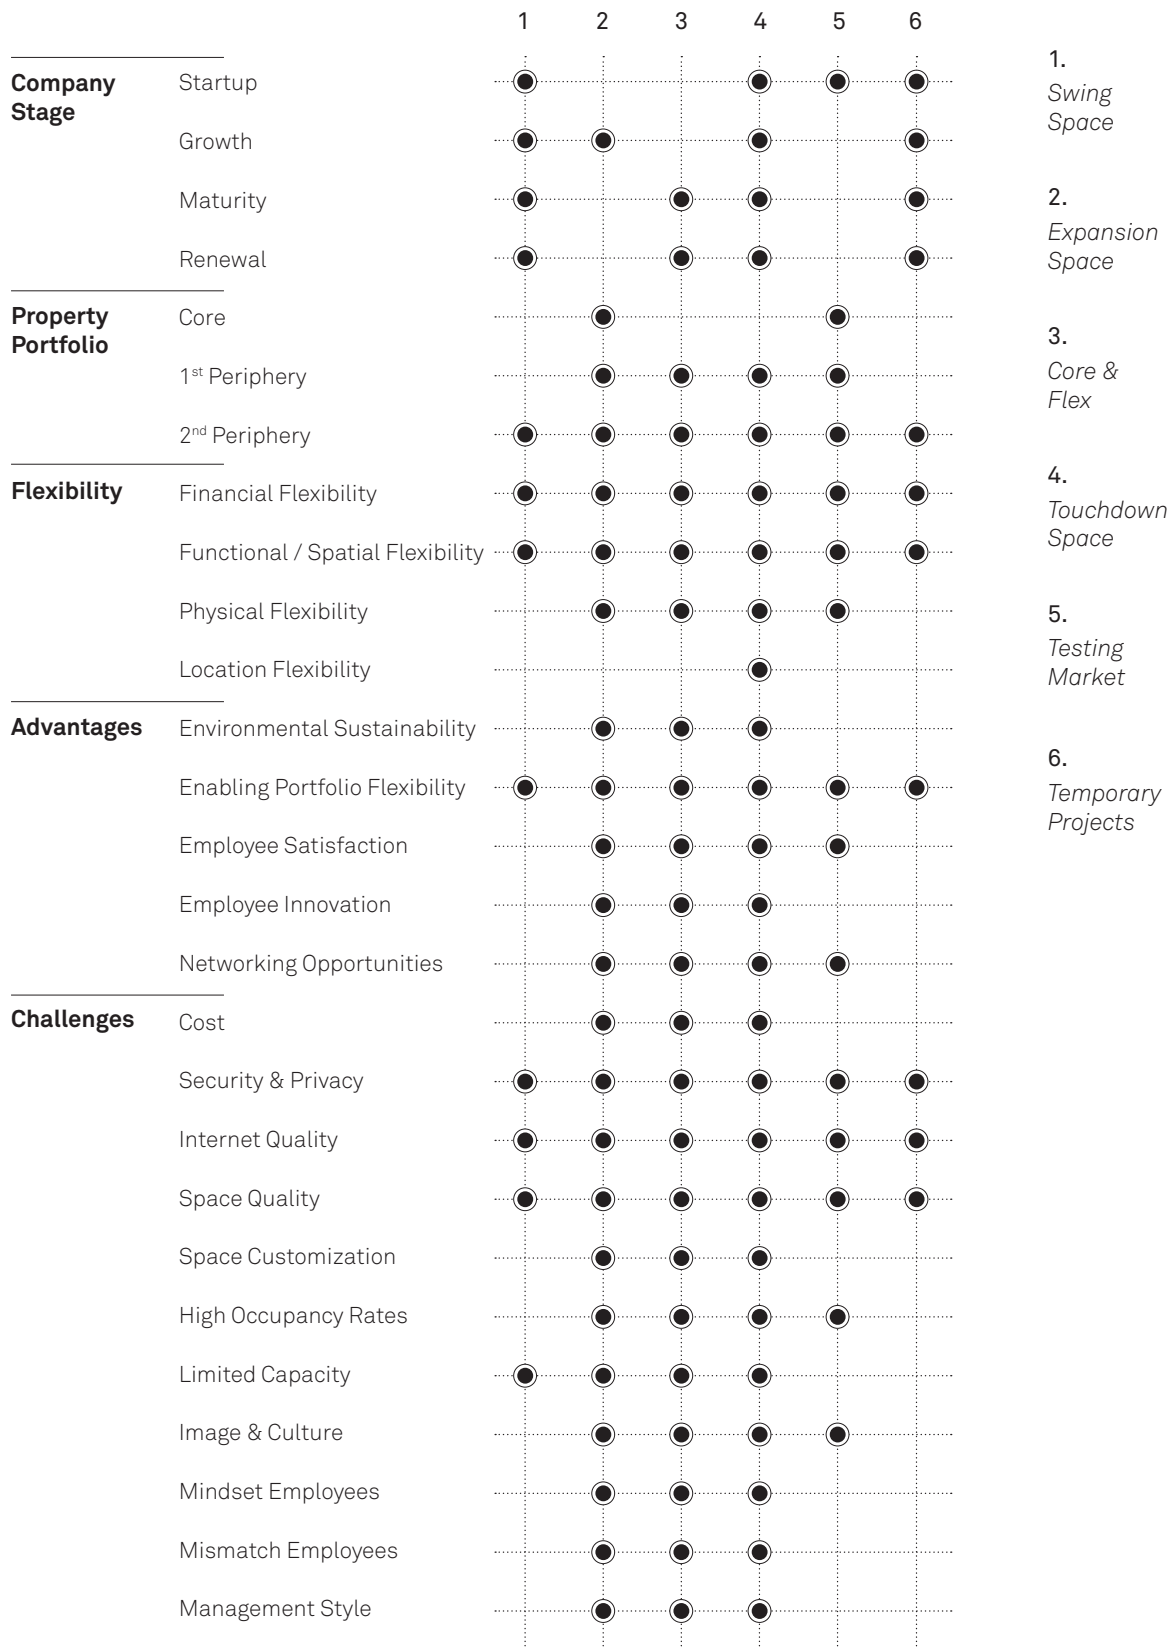 1 2 3 4 5 6
Company
Stage
Startup
Growth
Maturity
Renewal
Property
Portfolio
Core
1st Periphery
2nd Periphery
Flexibility
Financial Flexibility
Functional / Spatial Flexibility
Physical Flexibility
Location Flexibility
Advantages
Environmental Sustainability
Enabling Portfolio Flexibility
Employee Satisfaction
Employee Innovation
Networking Opportunities
Challenges
Cost
Security & Privacy
Internet Quality
Space Quality
Space Customization
High Occupancy Rates
Limited Capacity
Image & Culture
Mindset Employees
Mismatch Employees
Management Style
1.
Swing
Space
2.
Expansion
Space
3.
Core &
Flex
4.
Touchdown
Space
5.
Testing
Market
6.
Temporary
Projects